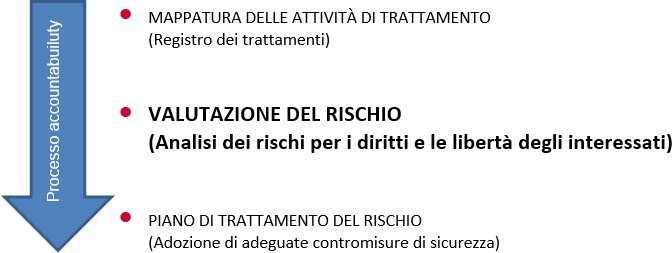 Processo accountabuiluty
MAPPATURA DELLE ATTIVITÀ DI TRATTAMENTO
(Registro dei trattamenti)
VALUTAZIONE DEL RISCHIO
(Analisi dei rischi per i diritti e le libertà degli interessati)
PIANO DI TRATTAMENTO DEL RISCHIO
(Adozione di adeguate contromisure di sicurezza)